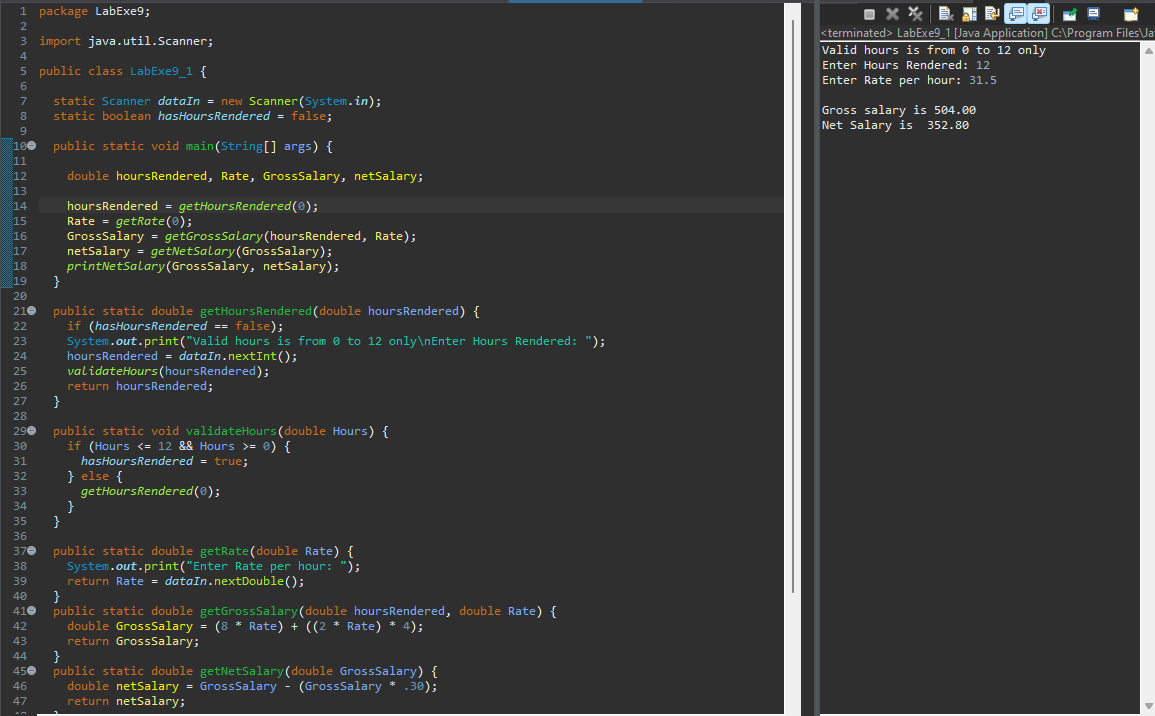 1 package LabExe9;
2
3 import java.util.Scanner;
4
5 public class LabExe9_1 {
6
7 static Scanner dataIn = new Scanner(System.in);
8 static boolean hasHoursRendered = false;
9
10 public static void main(String[] args) {
11
12 double hoursRendered, Rate, GrossSalary, netSalary;
13
14 hoursRendered = getHoursRendered(0);
15 Rate = getRate(0);
16 GrossSalary = getGrossSalary(hoursRendered, Rate);
17 netSalary = getNetSalary(GrossSalary);
18 printNetSalary(GrossSalary, netSalary);
19 }
20
21 public static double getHoursRendered(double hoursRendered) {
22 if (hasHoursRendered == false);
23 System.out.print("Valid hours is from 0 to 12 only\nEnter Hours Rendered: ");
24 hoursRendered = dataIn.nextInt();
25 validateHours(hoursRendered);
26 return hoursRendered;
27 }
28
29 public static void validateHours(double Hours) {
30 if (Hours <= 12 && Hours >= 0) {
31 hasHoursRendered = true;
32 } else {
33 getHoursRendered(0);
34 }
35 }
36
37 public static double getRate(double Rate) {
38 System.out.print("Enter Rate per hour: ");
39 return Rate = dataIn.nextDouble();
40 }
41 public static double getGrossSalary(double hoursRendered, double Rate) {
42 double GrossSalary = (8 * Rate) + ((2 * Rate) * 4);
43 return GrossSalary;
44 }
45 public static double getNetSalary(double GrossSalary) {
46 double netSalary = GrossSalary - (GrossSalary * .30);
47 return netSalary;
<terminated> LabExe9_1 [Java Application] C:\Program Files\Ja
Valid hours is from 0 to 12 only
Enter Hours Rendered: 12
Enter Rate per hour: 31.5
Gross salary is 504.00
Net Salary is 352.80